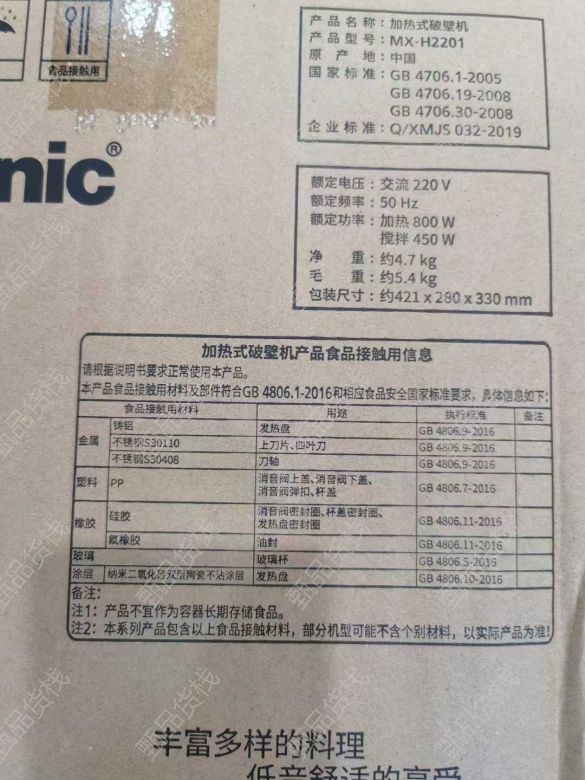 食品接触用
nic®
产品名称：加热式破壁机
产品型号：MX-H2201
原产地：中国
国家标准：GB 4706.1-2005
GB 4706.19-2008
GB 4706.30-2008
企业标准：Q/XMJS 032-2019
额定电压：交流 220 V
额定频率：50 Hz
额定功率：加热 800 W
搅拌 450 W
净重：约4.7 kg
毛重：约5.4 kg
包装尺寸：约421 x 280 x 330 mm
加热式破壁机产品食品接触用信息
请根据说明书要求正常使用本产品。
本产品食品接触用材料及部件符合GB 4806.1-2016和相应食品安全国家标准要求，具体信息如下：
食品接触用材料 用途 执行标准 备注
金属 铸铝 发热盘 GB 4806.9-2016
不锈钢S30110 上刀片、四叶刀 GB 4806.9-2016
不锈钢S30408 刀轴 GB 4806.9-2016
塑料 PP 消音阀上盖、消音阀下盖、
消音阀弹扣、杯盖 GB 4806.7-2016
橡胶 硅胶 消音阀密封圈、杯盖密封圈、
发热盘密封圈 GB 4806.11-2016
氟橡胶 油封 GB 4806.11-2016
玻璃 玻璃杯 GB 4806.5-2016
涂层 纳米二氧化硅双层陶瓷不沾涂层 发热盘 GB 4806.10-2016
备注：
注1：产品不宜作为容器长期存储食品。
注2：本系列产品包含以上食品接触材料，部分机型可能不含个别材料，以实际产品为准！
丰富多样的料理
低音舒适的享受
甄品货栈